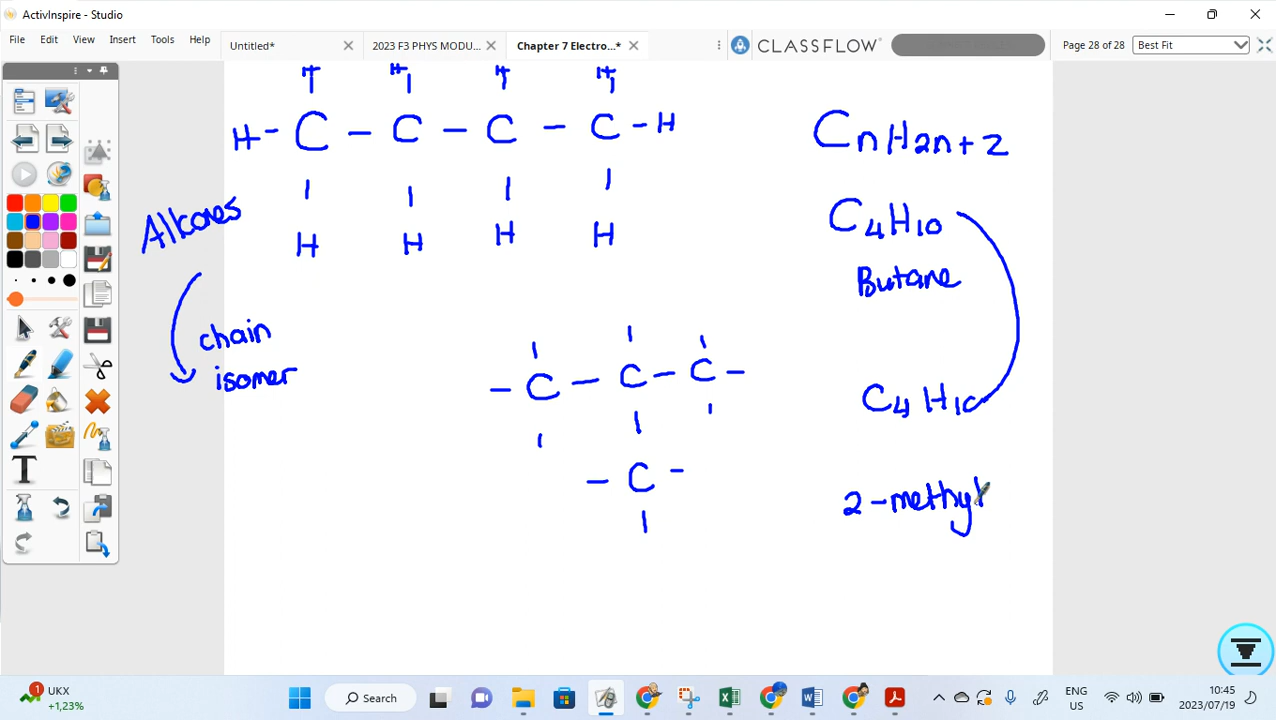 ActivInspire - Studio
File Edit View Insert Tools Help
Untitled*
2023 F3 PHYS MODU...
Chapter 7 Electro...*
CLASSFLOW
Page 28 of 28
Best Fit
H H H H
H - C - C - C - C - H
H H H H
CnH2n+2
Alkanes
C4H10
Butane
chain
isomer
- C - C - C -
- C -
C4H10
2-methyl
T
1
UKX
+1,23%
Search
ENG
US
10:45
2023/07/19